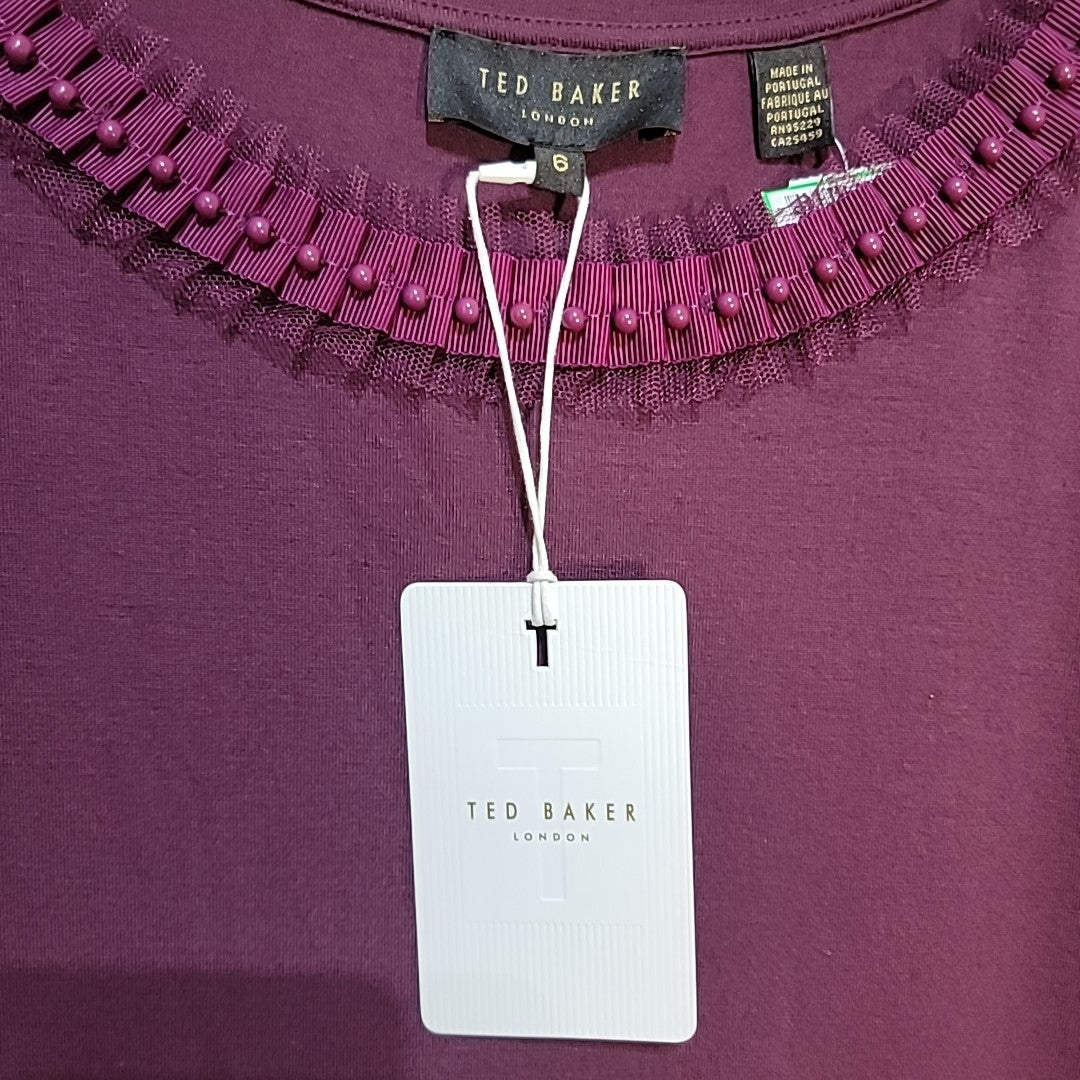 TED BAKER
LONDON
6
MADE IN
PORTUGAL
FABRIQUE AU
PORTUGAL
RN95229
CA25459
T
TED BAKER
LONDON